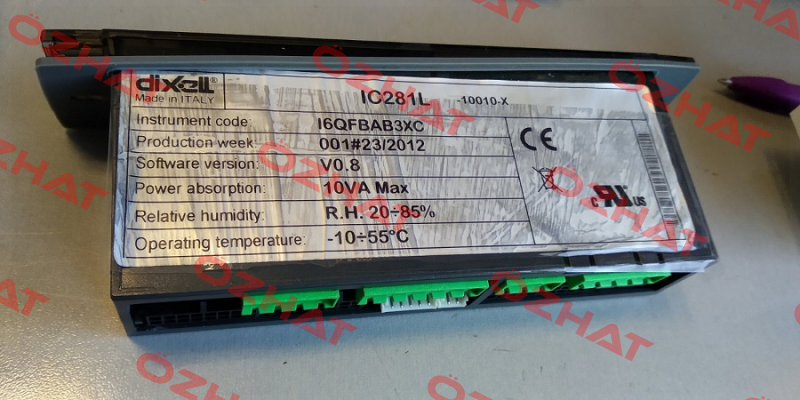 dixell®
Made in ITALY
IC281L -10010-X
Instrument code: I6QFBAB3XC
Production week: 001#23/2012
Software version: V0.8
Power absorption: 10VA Max
Relative humidity: R.H. 20÷85%
Operating temperature: -10÷55°C
CE
c RU US
OZHAT
OZHAT
OZHAT
OZHAT
OZHAT
OZHAT
OZHAT
OZHAT
OZHAT